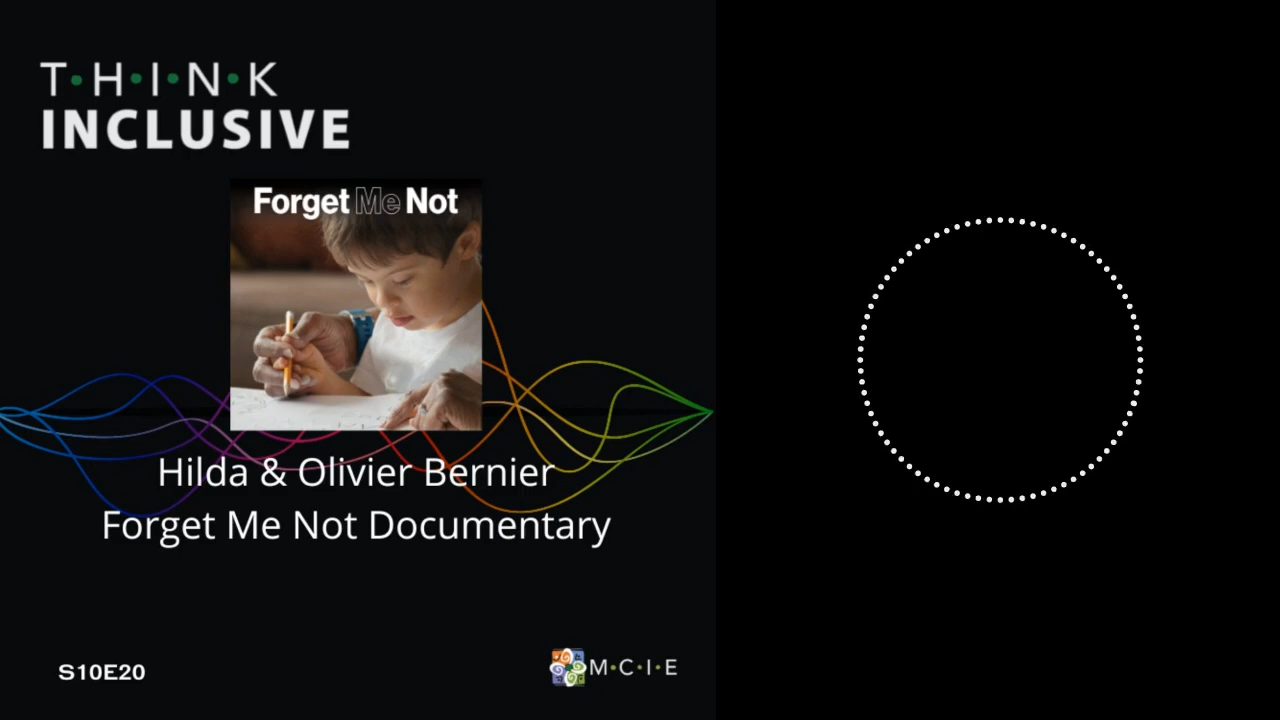 T•H•I•N•K
INCLUSIVE
Forget Me Not
Hilda & Olivier Bernier
Forget Me Not Documentary
S10E20
M•C•I•E